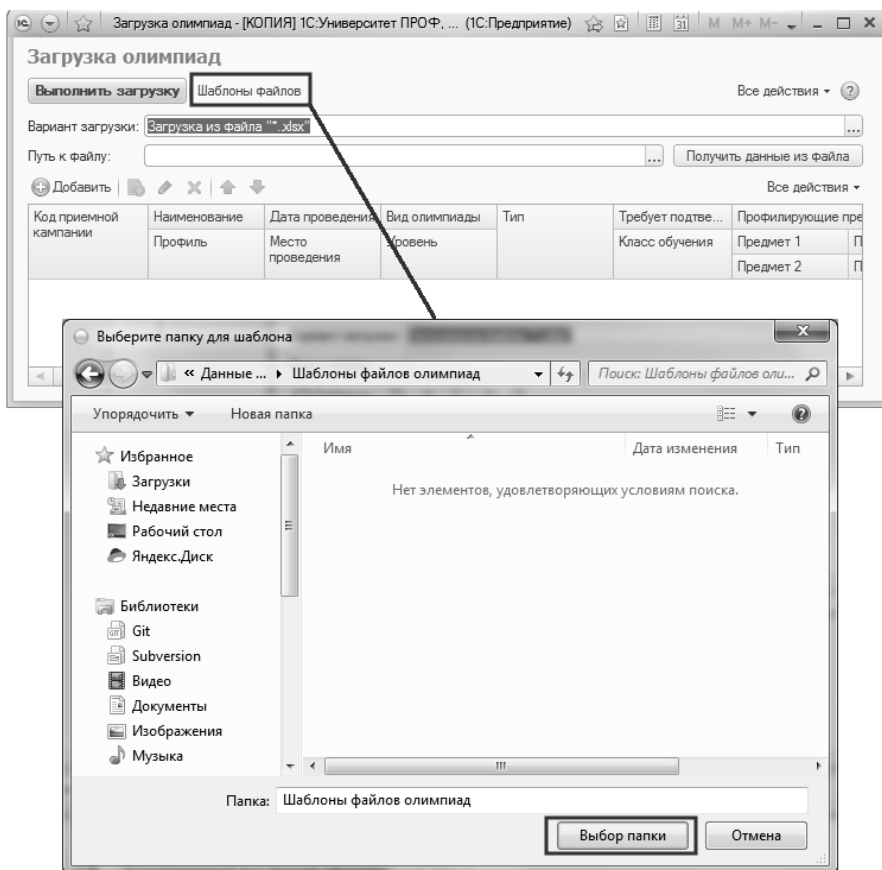 Загрузка олимпиад - [КОПИЯ] 1С:Университет ПРОФ, ... (1С:Предприятие) 31 M M+ M-
Загрузка олимпиад
Выполнить загрузку Шаблоны файлов Все действия ?
Вариант загрузки: Загрузка из файла "*.xlsx" ...
Путь к файлу: ... Получить данные из файла
Добавить Все действия
Код приемной кампании Наименование Дата проведения Вид олимпиады Тип Требует подтве... Профилирующие пре
Профиль Место проведения Уровень Класс обучения Предмет 1 П
Предмет 2 П
Выберите папку для шаблона X
« Данные ... Шаблоны файлов олимпиад Поиск: Шаблоны файлов оли...
Упорядочить Новая папка ?
Имя Дата изменения Тип
Нет элементов, удовлетворяющих условиям поиска.
Избранное
Загрузки
Недавние места
Рабочий стол
Яндекс.Диск
Библиотеки
Git
Subversion
Видео
Документы
Изображения
Музыка
Папка: Шаблоны файлов олимпиад
Выбор папки Отмена